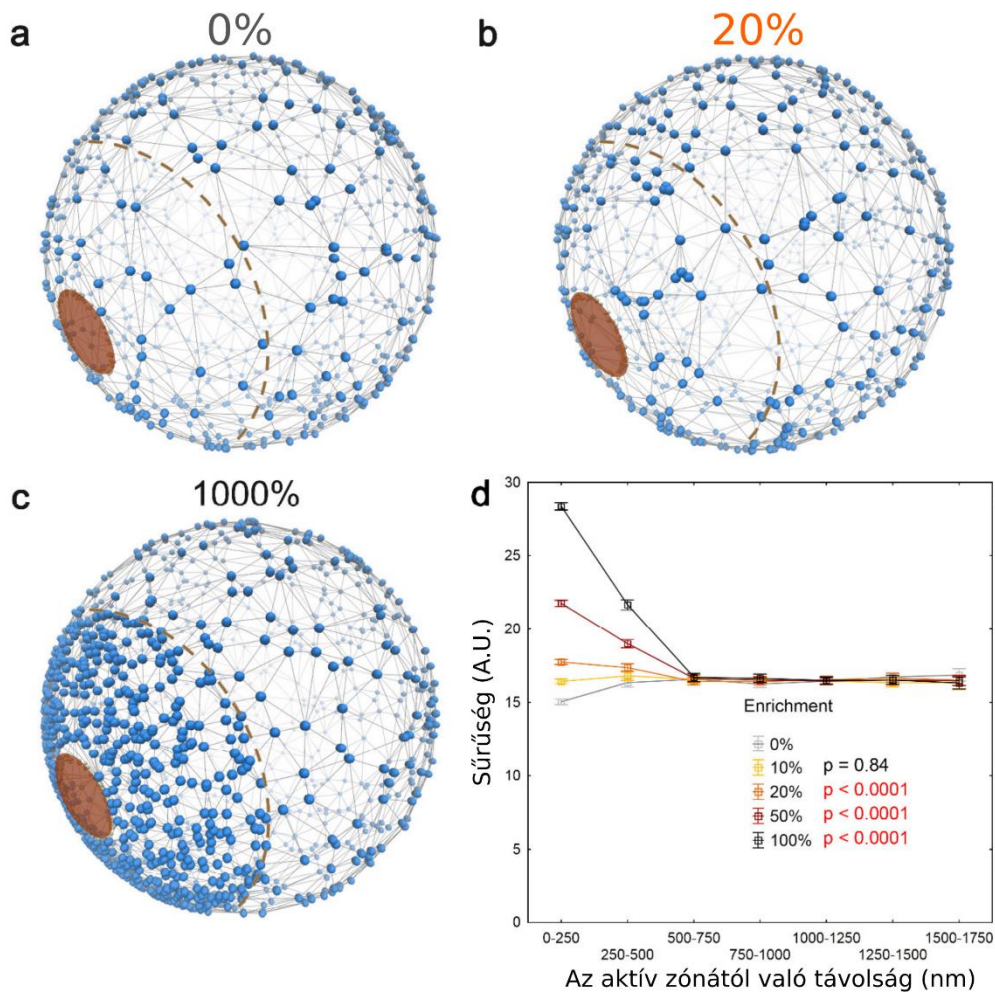 a
0%
b
20%
c
1000%
d
Sűrűség (A.U.)
30
25
20
15
10
5
0
Enrichment
0%
10% p = 0.84
20% p < 0.0001
50% p < 0.0001
100% p < 0.0001
0-250
250-500
500-750
750-1000
1000-1250
1250-1500
1500-1750
Az aktív zónától való távolság (nm)